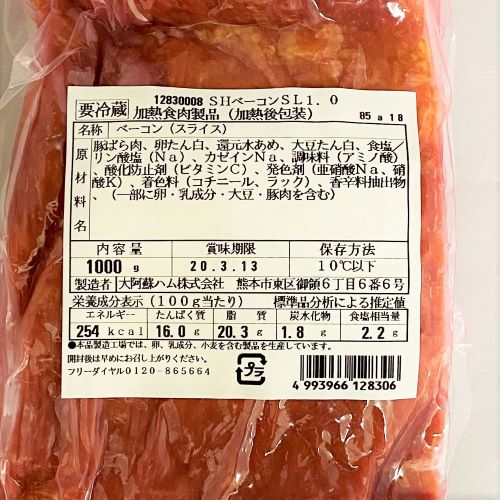 12830008 SHベーコンSL1.0
要冷蔵 加熱食肉製品（加熱後包装） 85 a 18
名称 ベーコン（スライス）
原材料名 豚ばら肉、卵たん白、還元水あめ、大豆たん白、食塩／
リン酸塩（Na）、カゼインNa、調味料（アミノ酸）
、酸化防止剤（ビタミンC）、発色剤（亜硝酸Na、硝
酸K）、着色料（コチニール、ラック）、香辛料抽出物
、（一部に卵・乳成分・大豆・豚肉を含む）
内容量 賞味期限 保存方法
1000g 20.3.13 10℃以下
製造者 大阿蘇ハム株式会社 熊本市東区御領6丁目6番6号
栄養成分表示（100g当たり） 標準品分析による推定値
エネルギー たんぱく質 脂質 炭水化物 食塩相当量
254 kcal 16.0 g 20.3 g 1.8 g 2.2 g
●本品製造工場では、卵、乳成分、小麦を含む製品を生産しています。
開封後は早めにお召し上がりください。
フリーダイヤル0120-865664
プラ
4 993966 128306